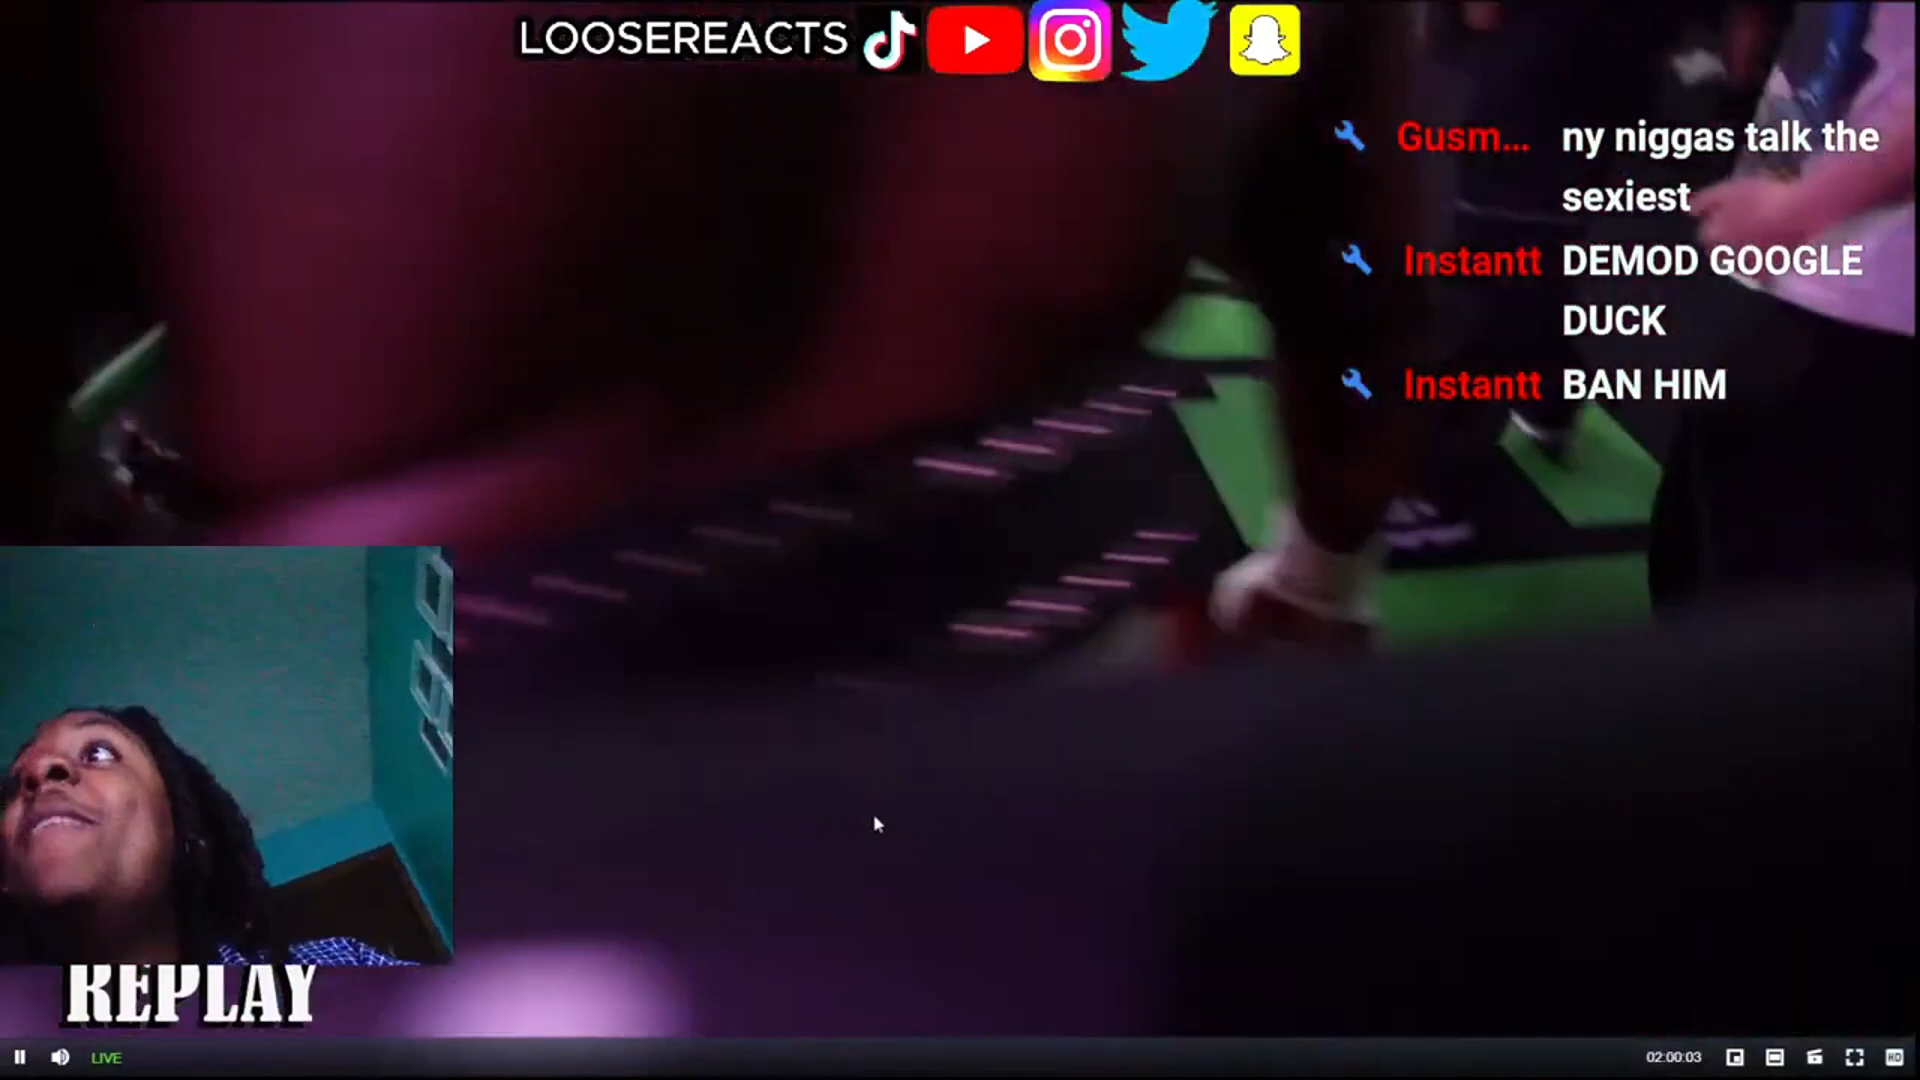 LOOSEREACTS
Gusm... ny niggas talk the
sexiest
Instantt DEMOD GOOGLE
DUCK
Instantt BAN HIM
REPLAY
LIVE
02:00:03
HD